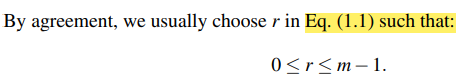 By agreement, we usually choose r in Eq. (1.1) such that:
0 ≤ r ≤ m − 1.